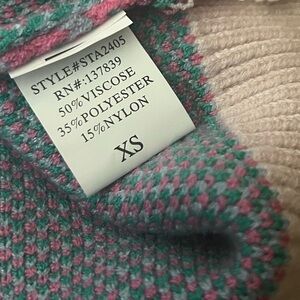 STYLE#STA2405
RN#:137839
50%VISCOSE
35%POLYESTER
15%NYLON
XS